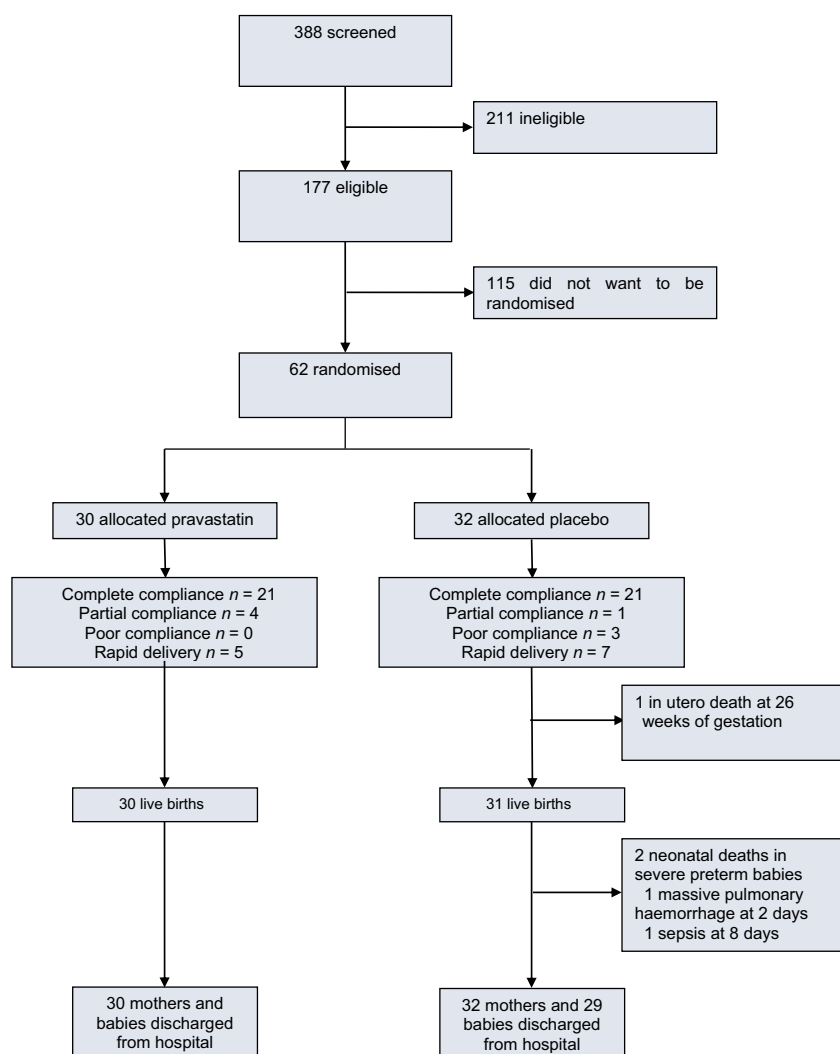 388 screened
211 ineligible
177 eligible
115 did not want to be
randomised
62 randomised
30 allocated pravastatin
32 allocated placebo
Complete compliance n = 21
Partial compliance n = 4
Poor compliance n = 0
Rapid delivery n = 5
Complete compliance n = 21
Partial compliance n = 1
Poor compliance n = 3
Rapid delivery n = 7
1 in utero death at 26
weeks of gestation
30 live births
31 live births
2 neonatal deaths in
severe preterm babies
1 massive pulmonary
haemorrhage at 2 days
1 sepsis at 8 days
30 mothers and
babies discharged
from hospital
32 mothers and 29
babies discharged
from hospital